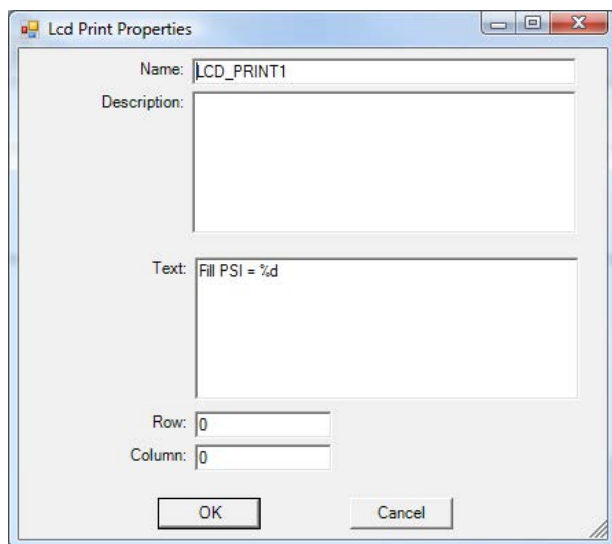 Lcd Print Properties
Name: LCD_PRINT1
Description:
Text: Fill PSI = %d
Row: 0
Column: 0
OK Cancel